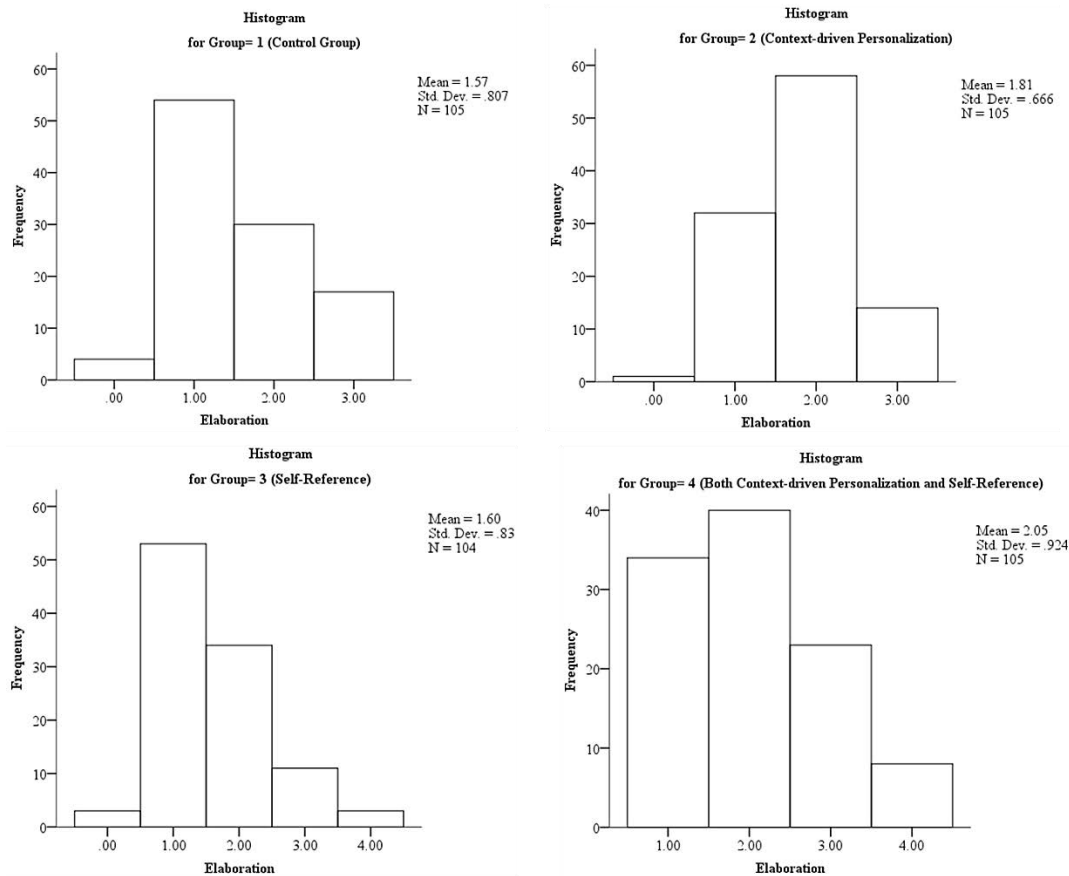 Histogram
for Group= 1 (Control Group)
Mean = 1.57
Std. Dev. = .807
N = 105
Frequency
60
50
40
30
20
10
0
.00 1.00 2.00 3.00
Elaboration
Histogram
for Group= 2 (Context-driven Personalization)
Mean = 1.81
Std. Dev. = .666
N = 105
Frequency
60
50
40
30
20
10
0
.00 1.00 2.00 3.00
Elaboration
Histogram
for Group= 3 (Self-Reference)
Mean = 1.60
Std. Dev. = .83
N = 104
Frequency
60
50
40
30
20
10
0
.00 1.00 2.00 3.00 4.00
Elaboration
Histogram
for Group= 4 (Both Context-driven Personalization and Self-Reference)
Mean = 2.05
Std. Dev. = .924
N = 105
Frequency
40
30
20
10
0
1.00 2.00 3.00 4.00
Elaboration